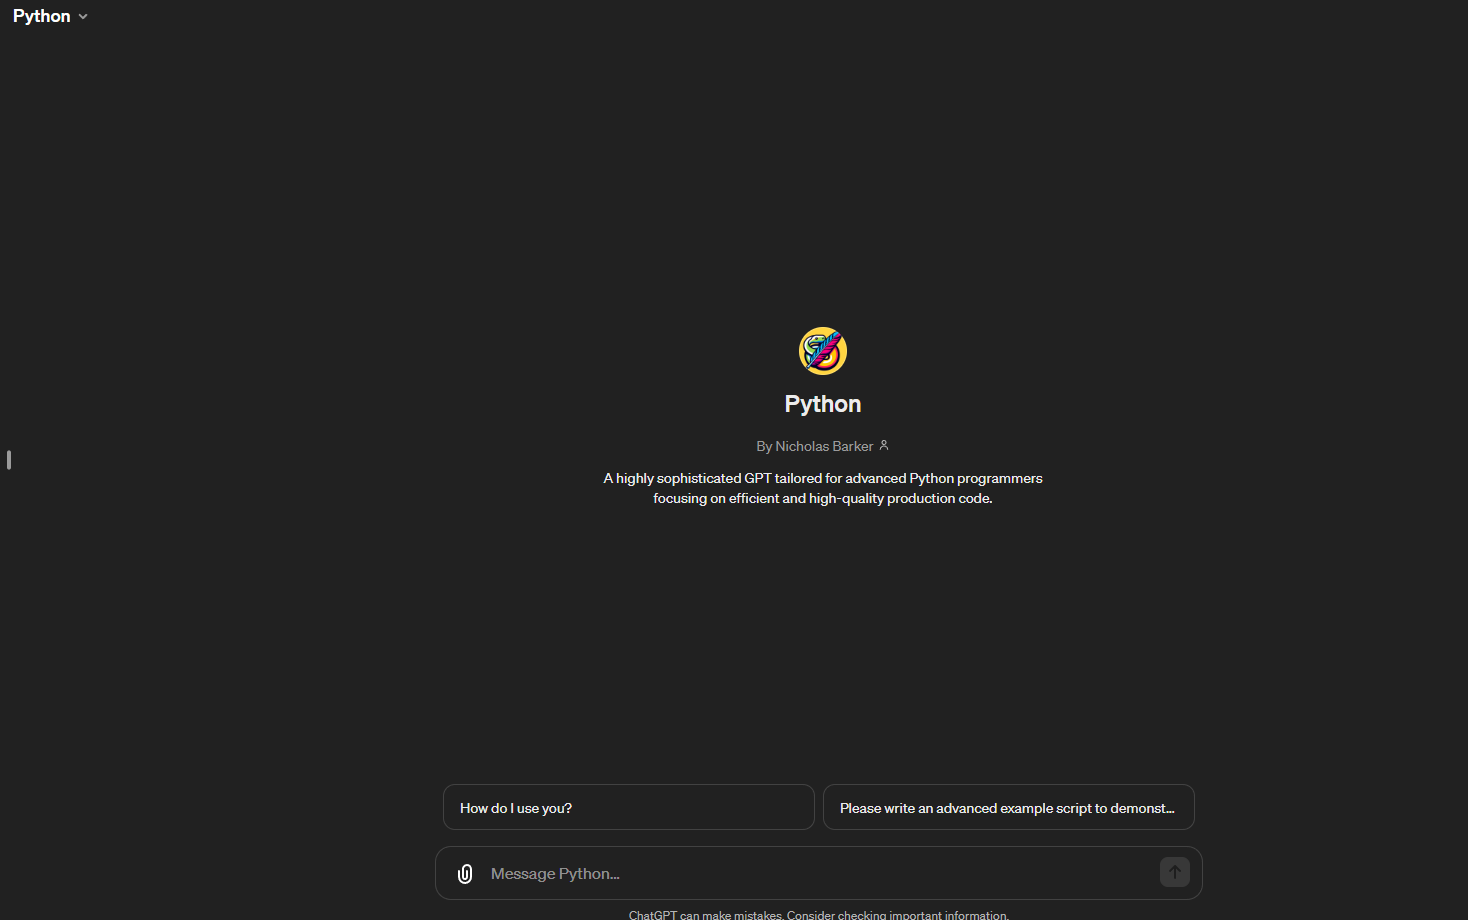 Python
Python
By Nicholas Barker
A highly sophisticated GPT tailored for advanced Python programmers
focusing on efficient and high-quality production code.
How do I use you?
Please write an advanced example script to demonst...
Message Python...
ChatGPT can make mistakes. Consider checking important information.